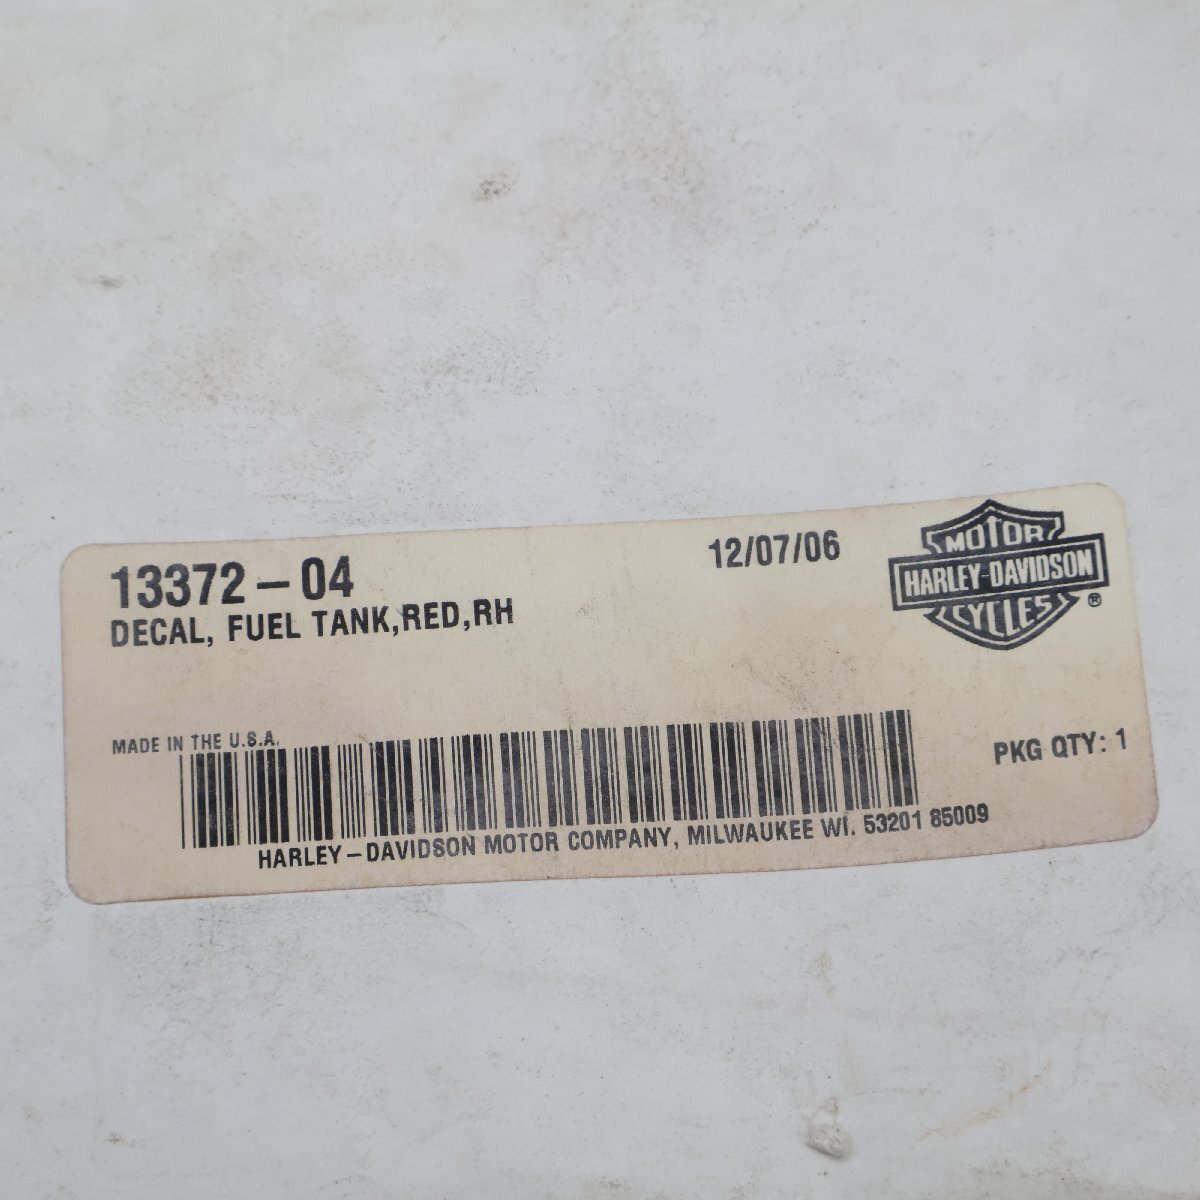 13372-04
12/07/06
DECAL, FUEL TANK,RED,RH
MOTOR
HARLEY-DAVIDSON
CYCLES
®
MADE IN THE U.S.A.
PKG QTY: 1
HARLEY-DAVIDSON MOTOR COMPANY, MILWAUKEE WI. 53201 85009